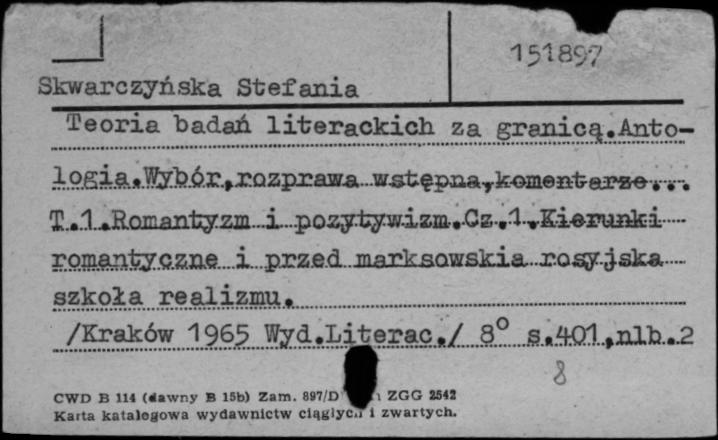 151897
Skwarczyńska Stefania
Teoria badań literackich za granicą.Anto-
logia.Wybór,rozprawa wstępna,komentarze...
T.1.Romantyzm i pozytywizm.Cz.1.Kierunki
romantyczne i przed marksowskia rosyjska
szkoła realizmu.
/Kraków 1965 Wyd.Literac./ 8° s.401,nlb.2
8
CWD B 114 (dawny B 15b) Zam. 897/D ZGG 2542
Karta katalogowa wydawnictw ciągłych i zwartych.